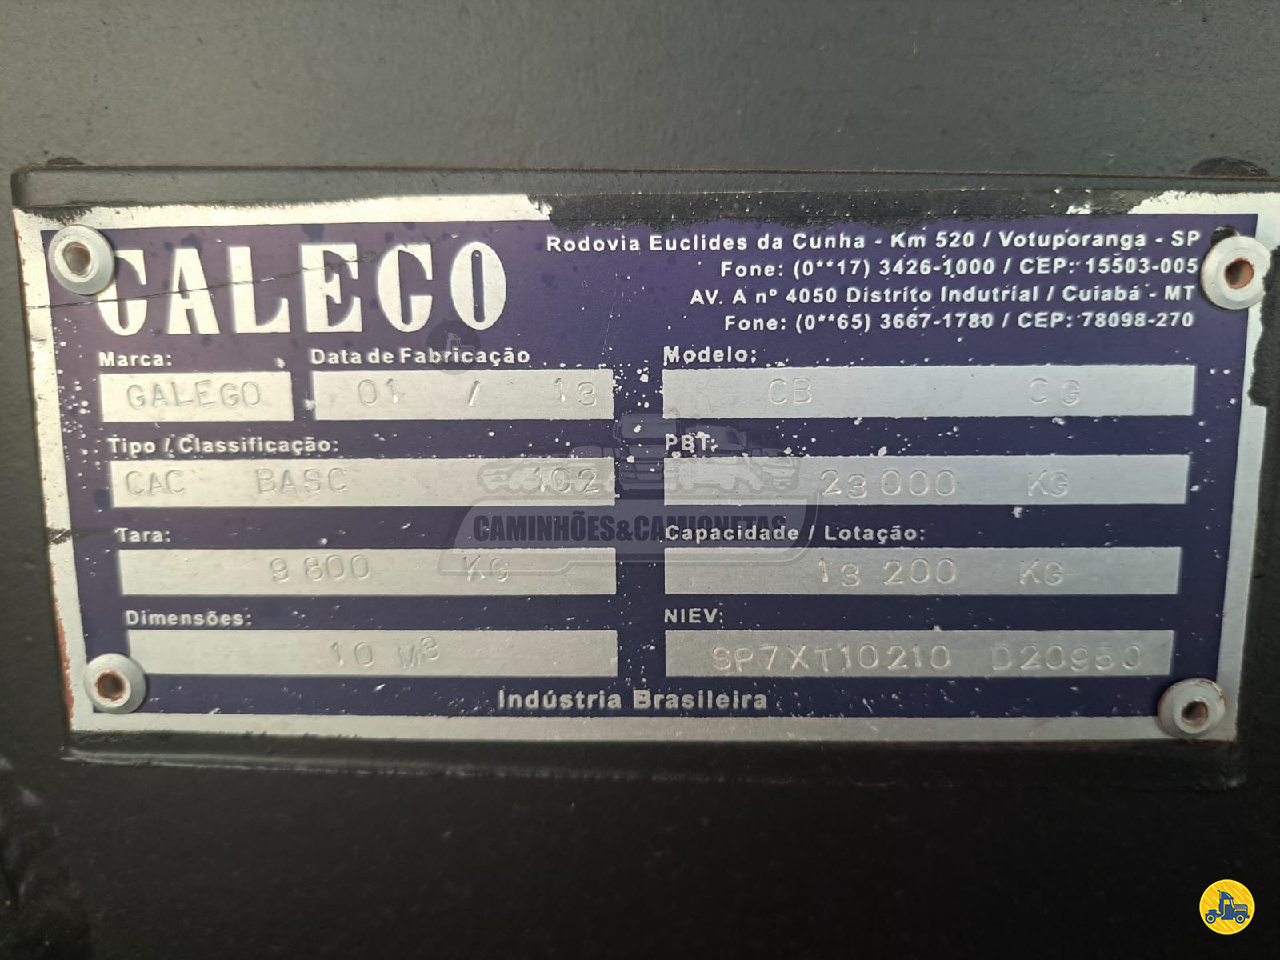 GALEGO
Rodovia Euclides da Cunha - Km 520 / Votuporanga - SP
Fone: (0**17) 3426-1000 / CEP: 15503-005
AV. A nº 4050 Distrito Indutrial / Cuiabá - MT
Fone: (0**65) 3667-1780 / CEP: 78098-270
Marca: Data de Fabricação Modelo:
GALEGO 01 / 13 CB CG
Tipo / Classificação: PBT:
CAC BASC 102 23 000 KG
CAMINHÕES&CAMIONETAS
Tara: Capacidade / Lotação:
9 800 KG 13 200 KG
Dimensões: NIEV:
10 M3 SP7XT10210 D20950
Indústria Brasileira